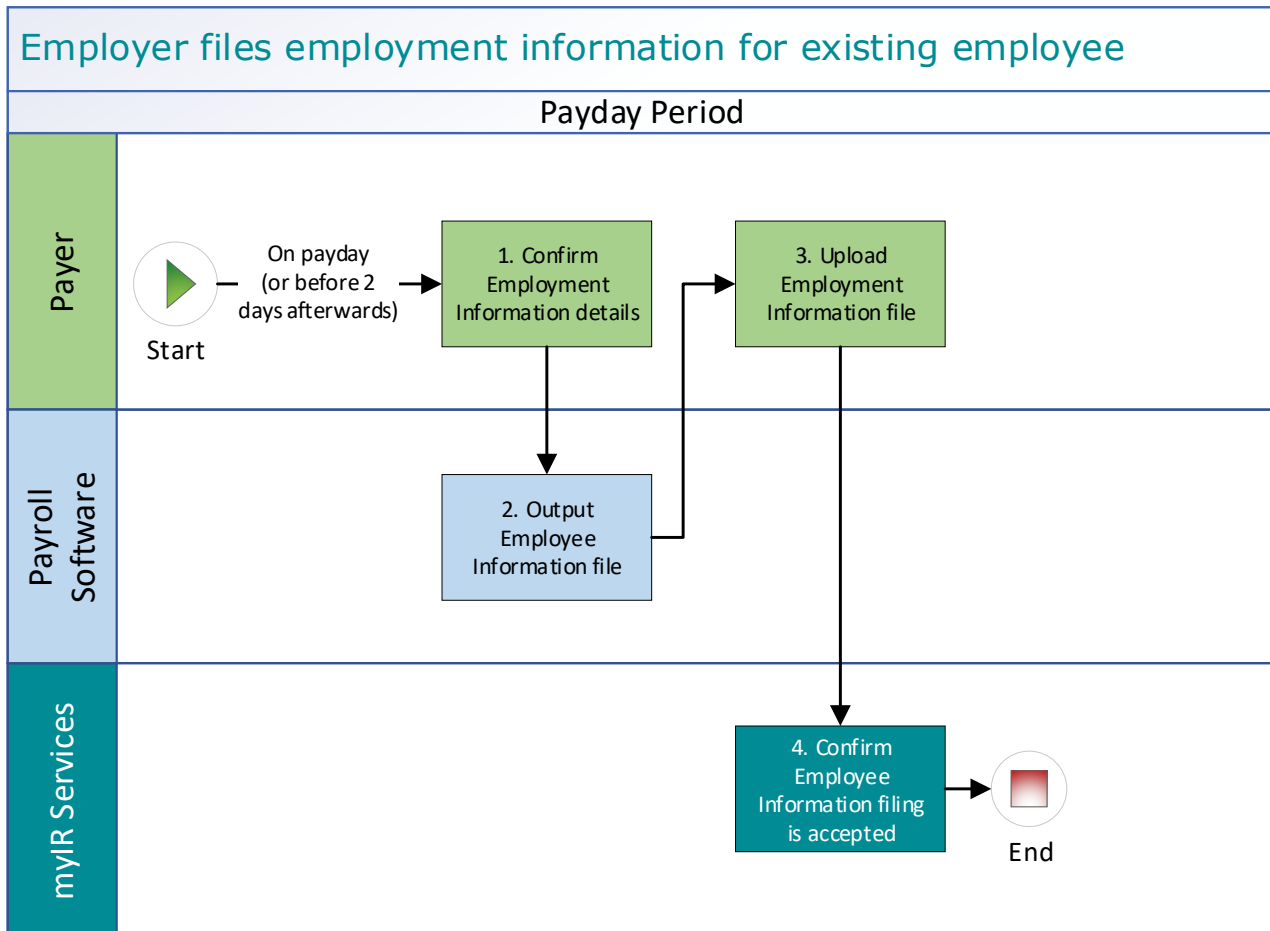 Employer files employment information for existing employee
Payday Period
Payer
Start
On payday
(or before 2
days afterwards)
1. Confirm
Employment
Information details
3. Upload
Employment
Information file
Payroll
Software
2. Output
Employee
Information file
myIR Services
4. Confirm
Employee
Information filing
is accepted
End